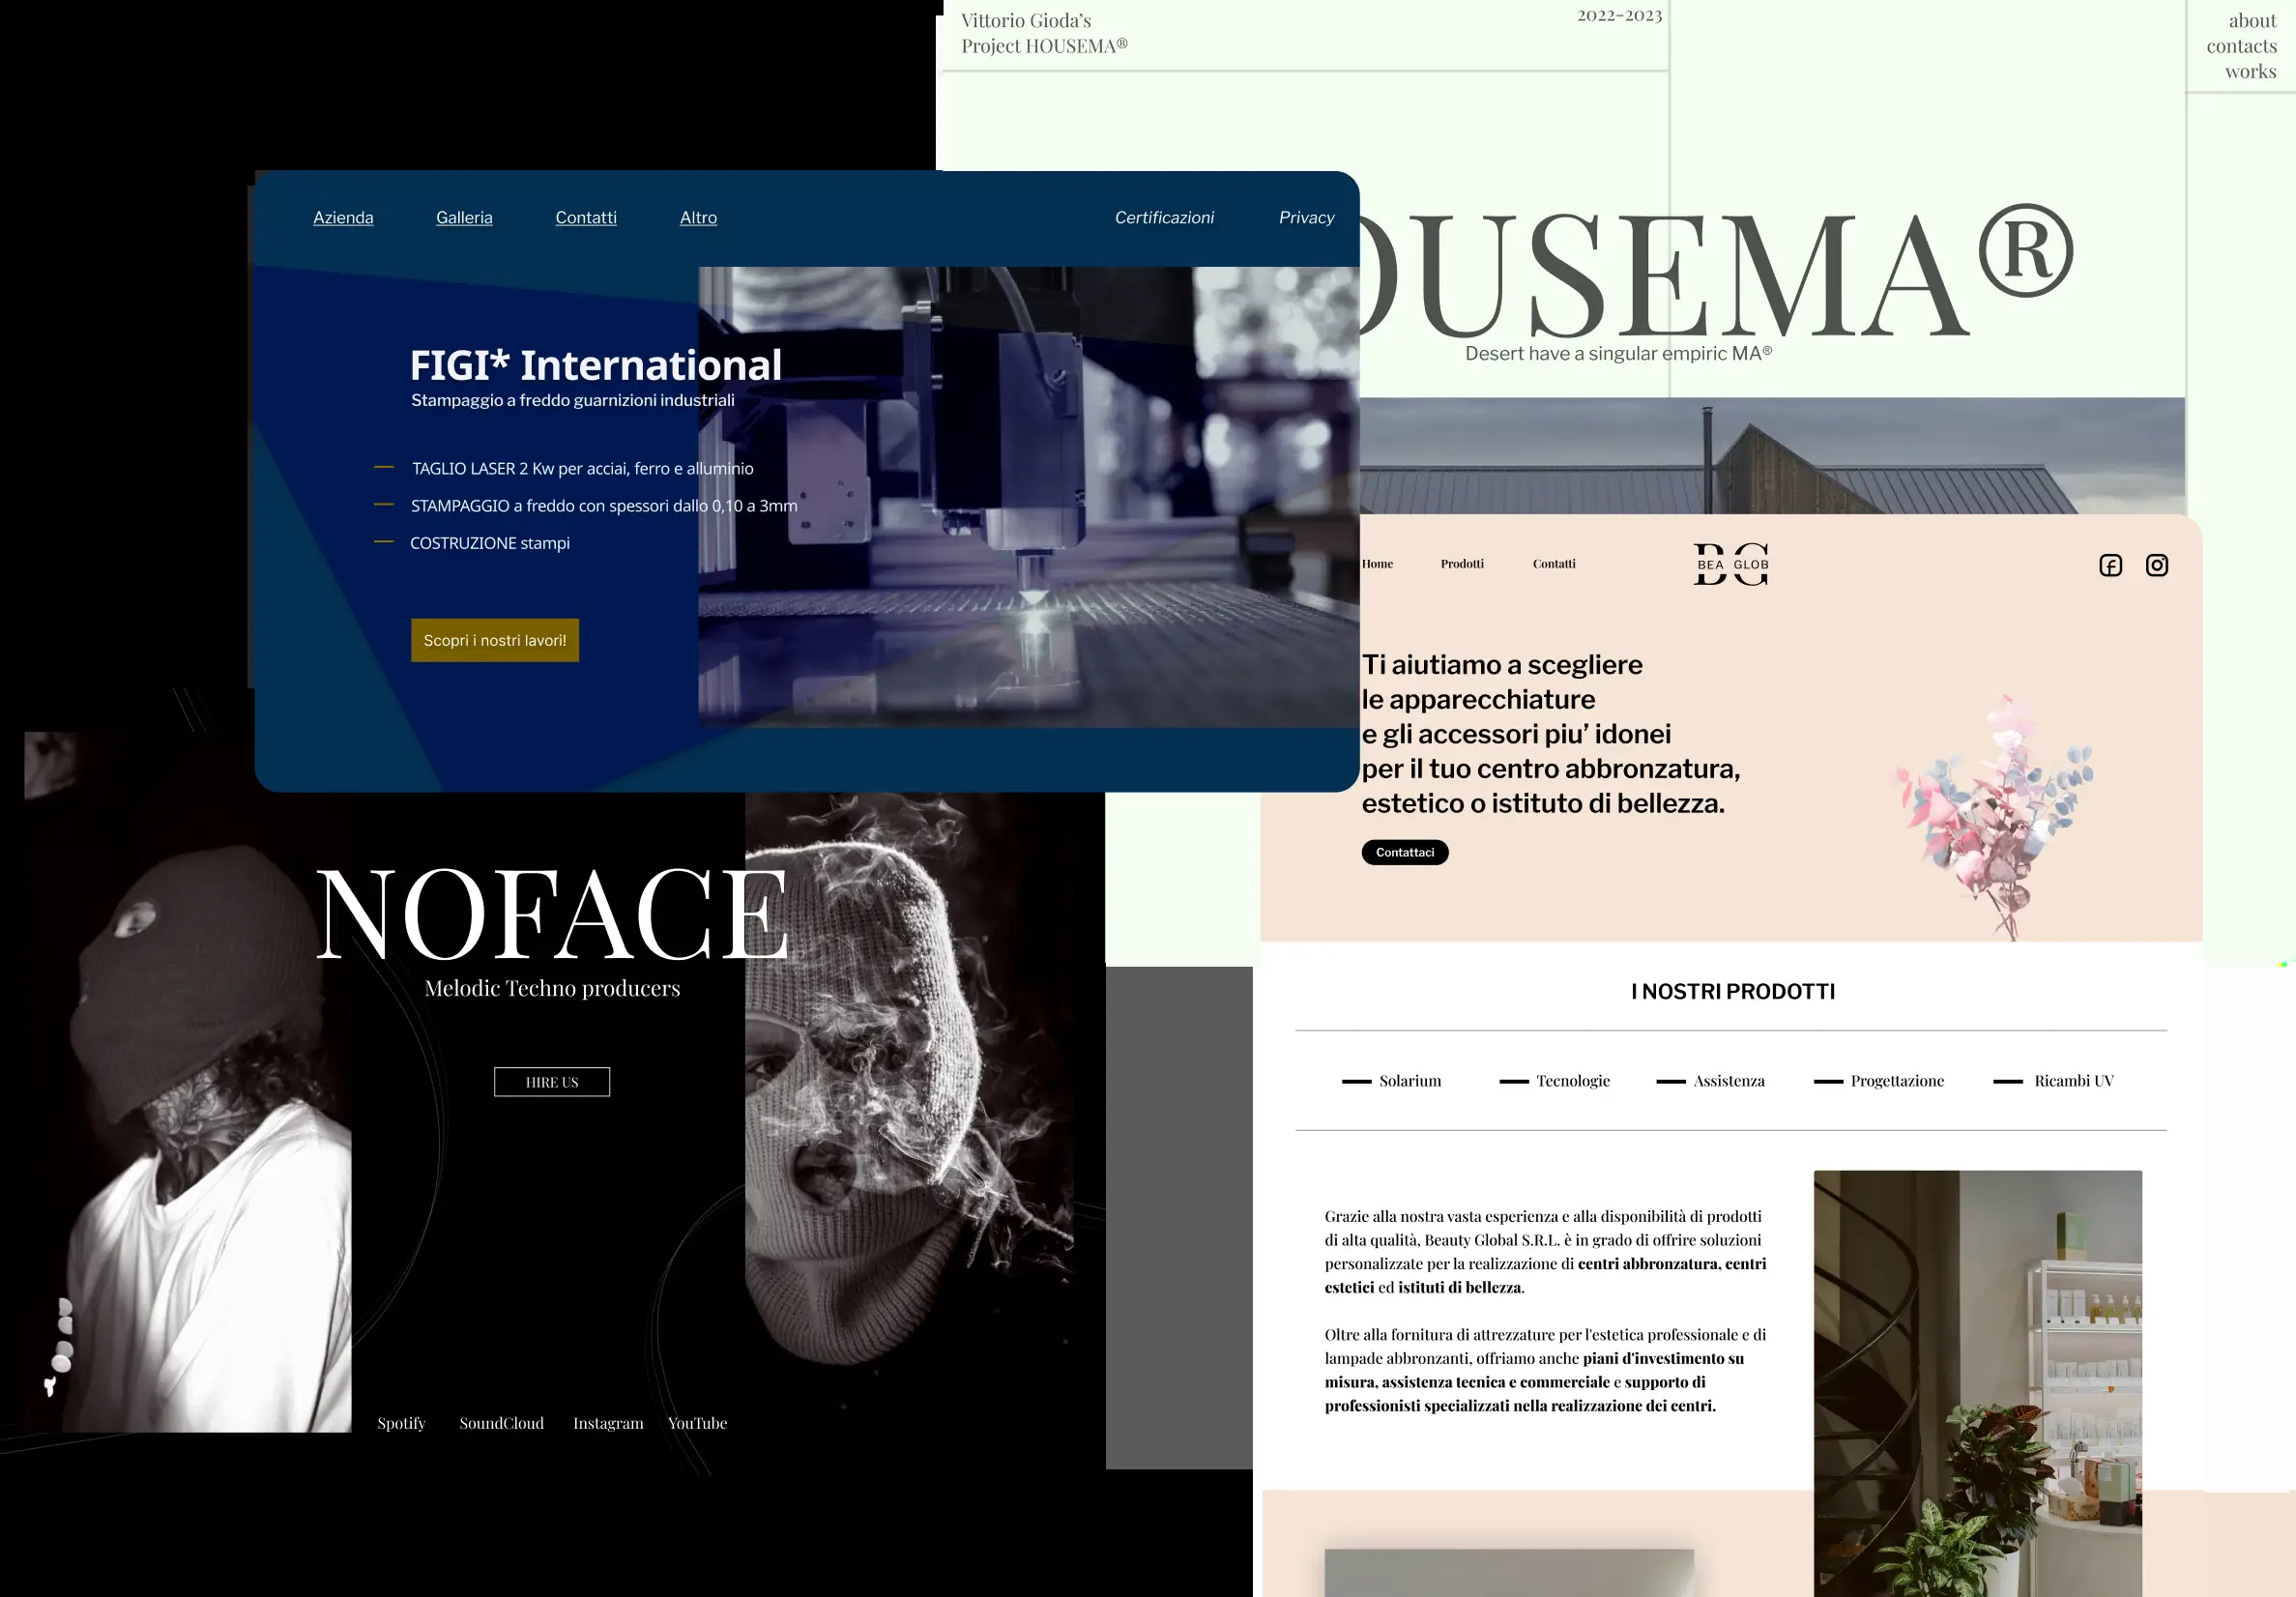 Vittorio Gioda’s
Project HOUSEMA®
2022-2023
about
contacts
works
OUSEMA®
Desert have a singular empiric MA®
Azienda
Galleria
Contatti
Altro
Certificazioni
Privacy
FIGI* International
Stampaggio a freddo guarnizioni industriali
TAGLIO LASER 2 Kw per acciai, ferro e alluminio
STAMPAGGIO a freddo con spessori dallo 0,10 a 3mm
COSTRUZIONE stampi
Scopri i nostri lavori!
Home
Prodotti
Contatti
BG
BEA GLOB
Ti aiutiamo a scegliere
le apparecchiature
e gli accessori piu’ idonei
per il tuo centro abbronzatura,
estetico o istituto di bellezza.
Contattaci
NOFACE
Melodic Techno producers
HIRE US
Spotify
SoundCloud
Instagram
YouTube
I NOSTRI PRODOTTI
Solarium
Tecnologie
Assistenza
Progettazione
Ricambi UV
Grazie alla nostra vasta esperienza e alla disponibilità di prodotti
di alta qualità, Beauty Global S.R.L. è in grado di offrire soluzioni
personalizzate per la realizzazione di centri abbronzatura, centri
estetici ed istituti di bellezza.
Oltre alla fornitura di attrezzature per l'estetica professionale e di
lampade abbronzanti, offriamo anche piani d'investimento su
misura, assistenza tecnica e commerciale e supporto di
professionisti specializzati nella realizzazione dei centri.